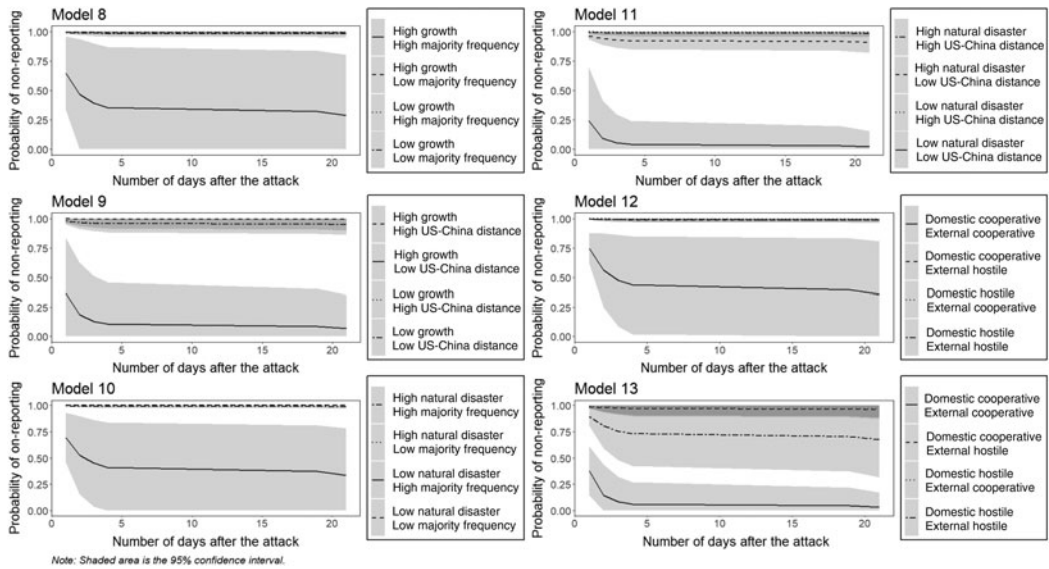 Model 8
Probability of non-reporting
1.00
0.75
0.50
0.25
0.00
5
10
15
20
Number of days after the attack
High growth
High majority frequency
High growth
Low majority frequency
Low growth
High majority frequency
Low growth
Low majority frequency
Model 11
Probability of non-reporting
1.00
0.75
0.50
0.25
0.00
5
10
15
20
Number of days after the attack
High natural disaster
High US-China distance
High natural disaster
Low US-China distance
Low natural disaster
High US-China distance
Low natural disaster
Low US-China distance
Model 9
Probability of non-reporting
1.00
0.75
0.50
0.25
0.00
5
10
15
20
Number of days after the attack
High growth
High US-China distance
High growth
Low US-China distance
Low growth
High US-China distance
Low growth
Low US-China distance
Model 12
Probability of non-reporting
1.00
0.75
0.50
0.25
0.00
5
10
15
20
Number of days after the attack
Domestic cooperative
External cooperative
Domestic cooperative
External hostile
Domestic hostile
External cooperative
Domestic hostile
External hostile
Model 10
Probability of on-reporting
1.00
0.75
0.50
0.25
0.00
5
10
15
20
Number of days after the attack
High natural disaster
High majority frequency
High natural disaster
Low majority frequency
Low natural disaster
High majority frequency
Low natural disaster
Low majority frequency
Model 13
Probability of non-reporting
1.00
0.75
0.50
0.25
0.00
5
10
15
20
Number of days after the attack
Domestic cooperative
External cooperative
Domestic cooperative
External hostile
Domestic hostile
External cooperative
Domestic hostile
External hostile
Note: Shaded area is the 95% confidence interval.